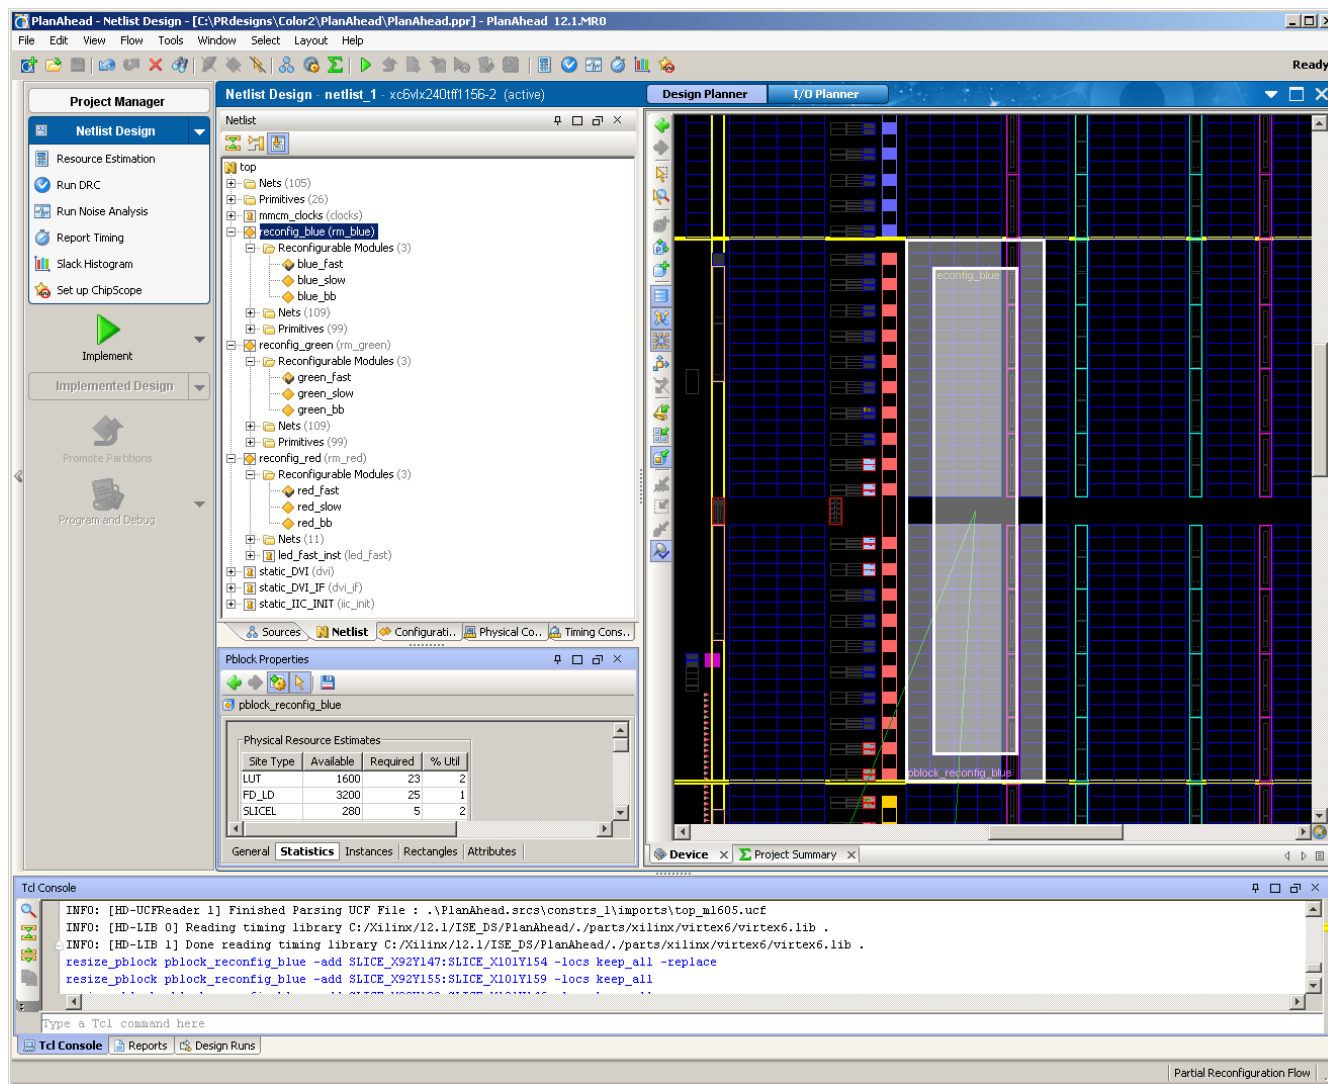 PlanAhead - Netlist Design - [C:\PRdesigns\Color2\PlanAhead\PlanAhead.ppr] - PlanAhead 12.1.MR0
File Edit View Flow Tools Window Select Layout Help
Ready
Project Manager
Netlist Design
Resource Estimation
Run DRC
Run Noise Analysis
Report Timing
Slack Histogram
Set up ChipScope
Implement
Implemented Design
Promote Partitions
Program and Debug
Netlist Design - netlist_1 - xc6vlx240tff1156-2 (active)
Netlist
top
Nets (105)
Primitives (26)
mmcm_clocks (clocks)
reconfig_blue (rm_blue)
Reconfigurable Modules (3)
blue_fast
blue_slow
blue_bb
Nets (109)
Primitives (99)
reconfig_green (rm_green)
Reconfigurable Modules (3)
green_fast
green_slow
green_bb
Nets (109)
Primitives (99)
reconfig_red (rm_red)
Reconfigurable Modules (3)
red_fast
red_slow
red_bb
Nets (11)
led_fast_inst (led_fast)
static_DVI (dvi)
static_DVI_IF (dvi_if)
static_IIC_INIT (iic_init)
Sources Netlist Configurati.. Physical Co.. Timing Cons..
Pblock Properties
pblock_reconfig_blue
Physical Resource Estimates
Site Type Available Required % Util
LUT 1600 23 2
FD_LD 3200 25 1
SLICEL 280 5 2
General Statistics Instances Rectangles Attributes
Design Planner I/O Planner
reconfig_blue
pblock_reconfig_blue
Device Project Summary
Tcl Console
INFO: [HD-UCFReader 1] Finished Parsing UCF File : .\PlanAhead.srcs\constrs_1\imports\top_ml605.ucf
INFO: [HD-LIB 0] Reading timing library C:/Xilinx/12.1/ISE_DS/PlanAhead/./parts/xilinx/virtex6/virtex6.lib .
INFO: [HD-LIB 1] Done reading timing library C:/Xilinx/12.1/ISE_DS/PlanAhead/./parts/xilinx/virtex6/virtex6.lib .
resize_pblock pblock_reconfig_blue -add SLICE_X92Y147:SLICE_X101Y154 -locs keep_all -replace
resize_pblock pblock_reconfig_blue -add SLICE_X92Y155:SLICE_X101Y159 -locs keep_all
Type a Tcl command here
Tcl Console Reports Design Runs
Partial Reconfiguration Flow